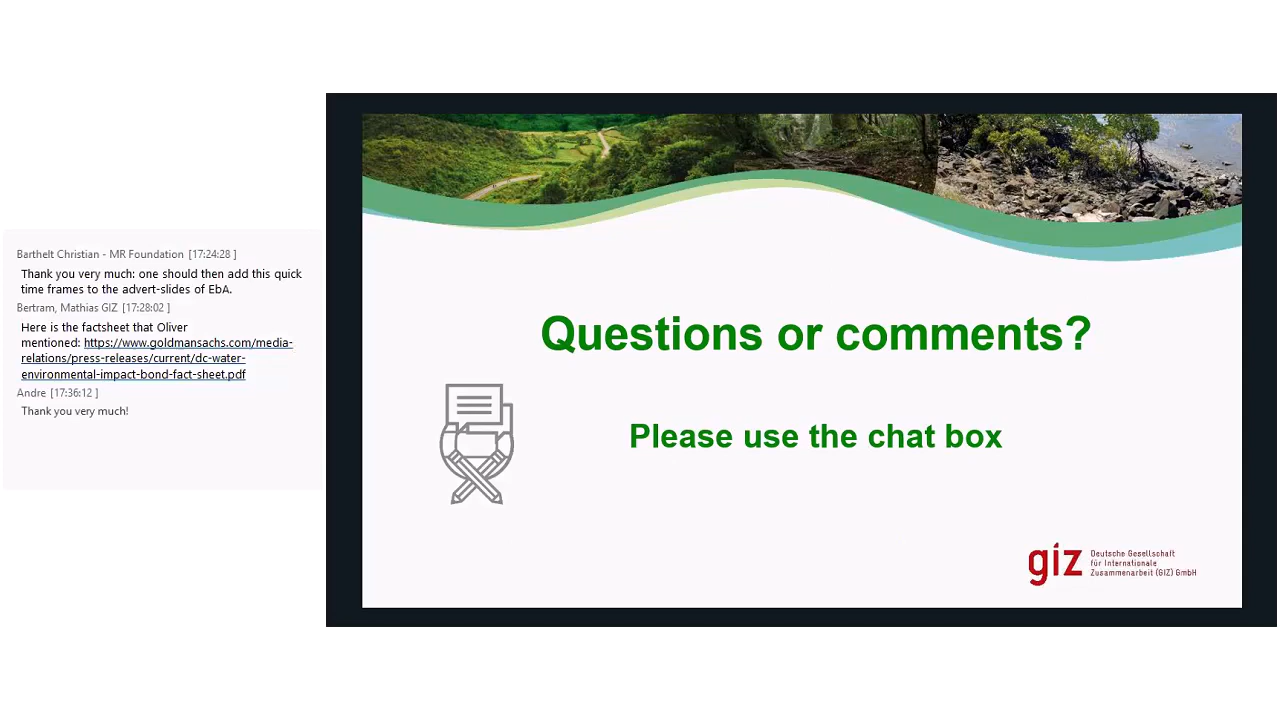 Barthelt Christian - MR Foundation [17:24:28 ]
Thank you very much: one should then add this quick
time frames to the advert-slides of EbA.
Bertram, Mathias GIZ [17:28:02 ]
Here is the factsheet that Oliver
mentioned: https://www.goldmansachs.com/media-
relations/press-releases/current/dc-water-
environmental-impact-bond-fact-sheet.pdf
Andre [17:36:12 ]
Thank you very much!
Questions or comments?
Please use the chat box
giz
Deutsche Gesellschaft
für Internationale
Zusammenarbeit (GIZ) GmbH